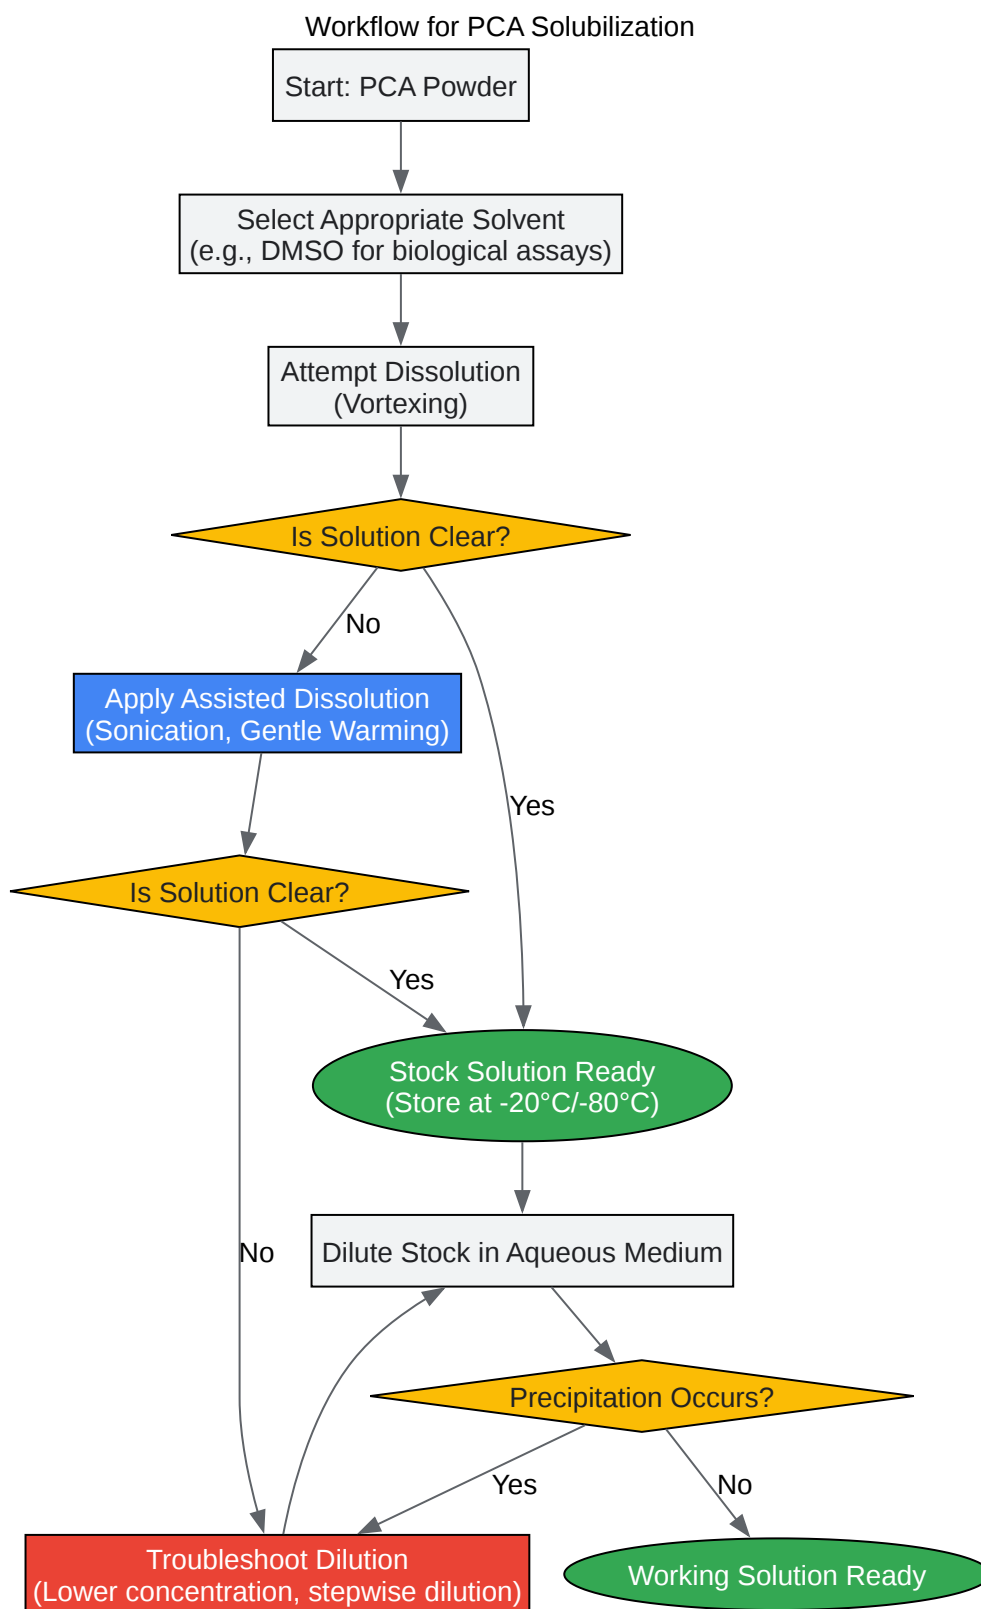 Workflow for PCA Solubilization
Start: PCA Powder
Select Appropriate Solvent
(e.g., DMSO for biological assays)
Attempt Dissolution
(Vortexing)
Is Solution Clear?
No
Apply Assisted Dissolution
(Sonication, Gentle Warming)
Yes
Is Solution Clear?
Yes
Stock Solution Ready
(Store at -20°C/-80°C)
No
Dilute Stock in Aqueous Medium
Precipitation Occurs?
Yes
No
Troubleshoot Dilution
(Lower concentration, stepwise dilution)
Working Solution Ready